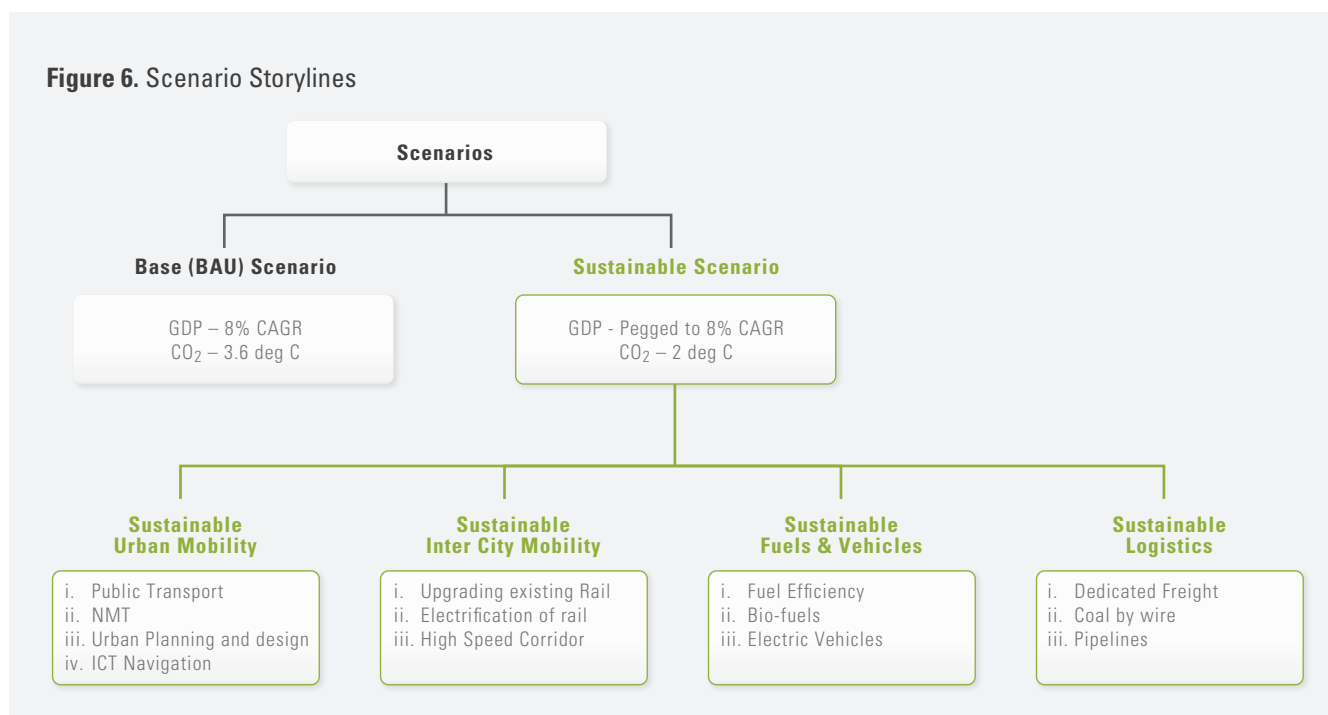 Figure 6. Scenario Storylines
Scenarios
Base (BAU) Scenario
GDP – 8% CAGR
CO₂ – 3.6 deg C
Sustainable Scenario
GDP - Pegged to 8% CAGR
CO₂ – 2 deg C
Sustainable
Urban Mobility
i. Public Transport
ii. NMT
iii. Urban Planning and design
iv. ICT Navigation
Sustainable
Inter City Mobility
i. Upgrading existing Rail
ii. Electrification of rail
iii. High Speed Corridor
Sustainable
Fuels & Vehicles
i. Fuel Efficiency
ii. Bio-fuels
iii. Electric Vehicles
Sustainable
Logistics
i. Dedicated Freight
ii. Coal by wire
iii. Pipelines